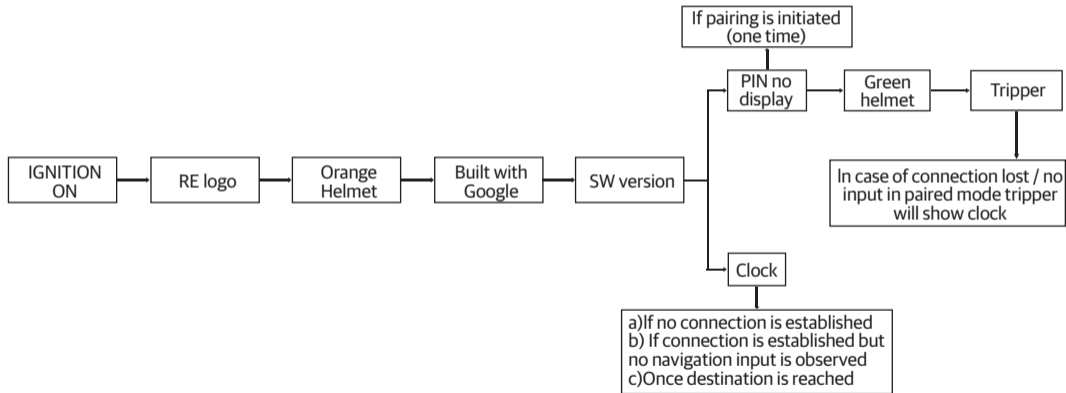 If pairing is initiated
(one time)
PIN no
display
Green
helmet
Tripper
IGNITION
ON
RE logo
Orange
Helmet
Built with
Google
SW version
In case of connection lost / no
input in paired mode tripper
will show clock
Clock
a)If no connection is established
b) If connection is established but
no navigation input is observed
c)Once destination is reached